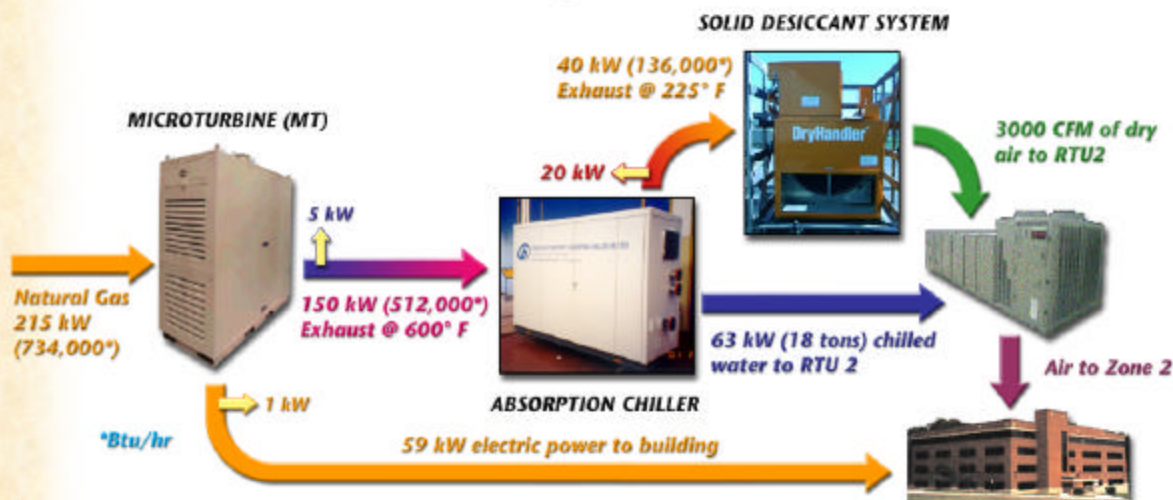 SOLID DESICCANT SYSTEM
40 kW (136,000*)
Exhaust @ 225° F
MICROTURBINE (MT)
DryHandler
3000 CFM of dry
air to RTU2
20 kW
5 kW
Natural Gas
215 kW
(734,000*)
150 kW (512,000*)
Exhaust @ 600° F
63 kW (18 tons) chilled
water to RTU 2
Air to Zone 2
1 kW
ABSORPTION CHILLER
*Btu/hr
59 kW electric power to building